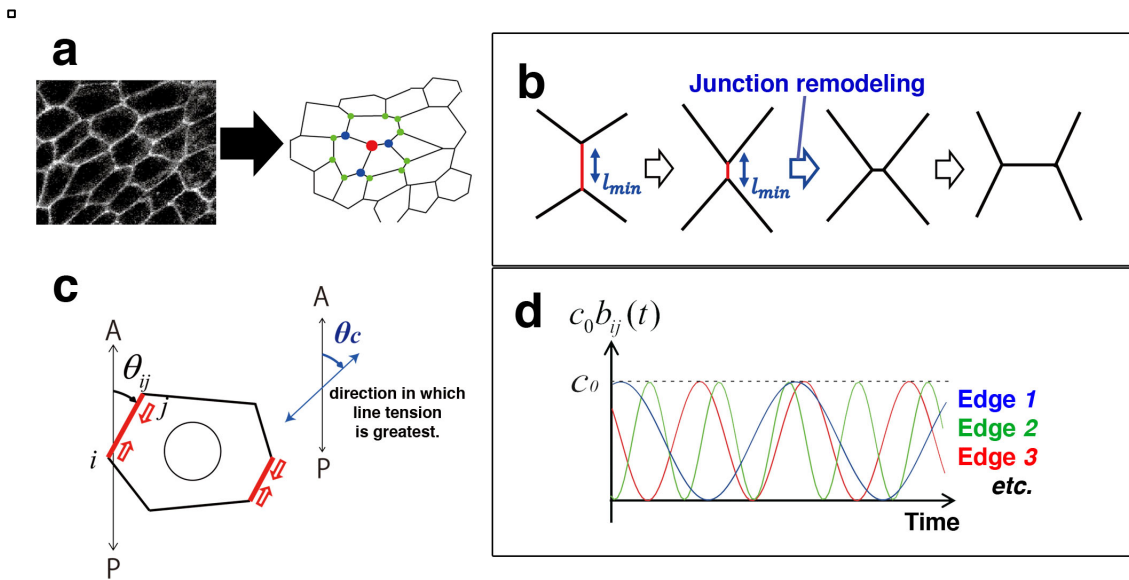 a
b
Junction remodeling
l_min
l_min
c
A
θ_ij
j
i
P
A
θc
direction in which
line tension
is greatest.
P
d
c_0 b_ij (t)
c_0
Edge 1
Edge 2
Edge 3
etc.
Time